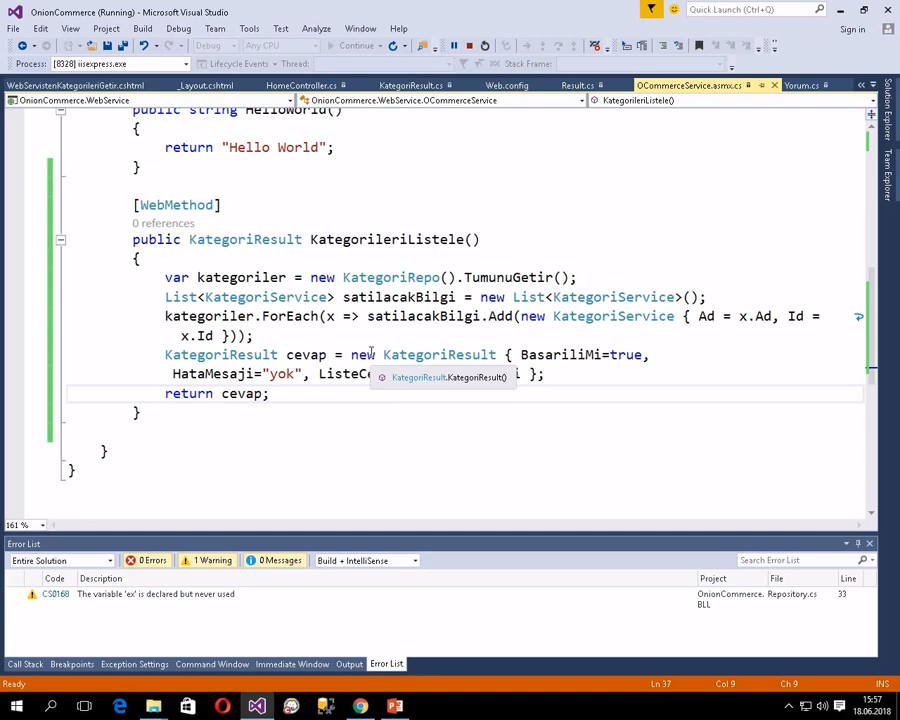 OnionCommerce (Running) - Microsoft Visual Studio
Quick Launch (Ctrl+Q)
File Edit View Project Build Debug Team Tools Test Analyze Window Help
Sign in
Debug Any CPU Continue
Process: [8328] iisexpress.exe Lifecycle Events Thread: Stack Frame:
WebServistenKategorileriGetir.cshtml _Layout.cshtml HomeController.cs KategoriResult.cs Web.config Result.cs OCommerceService.asmx.cs Yorum.cs
OnionCommerce.WebService OnionCommerce.WebService.OCommerceService KategorileriListele()
Solution Explorer
Team Explorer
public string HelloWorld()
{
return "Hello World";
}
[WebMethod]
0 references
public KategoriResult KategorileriListele()
{
var kategoriler = new KategoriRepo().TumunuGetir();
List<KategoriService> satilacakBilgi = new List<KategoriService>();
kategoriler.ForEach(x => satilacakBilgi.Add(new KategoriService { Ad = x.Ad, Id =
x.Id }));
KategoriResult cevap = new KategoriResult { BasariliMi=true,
HataMesaji="yok", ListeCe i };
KategoriResult.KategoriResult()
return cevap;
}
}
}
161 %
Error List
Entire Solution 0 Errors 1 Warning 0 Messages Build + IntelliSense Search Error List
Code Description Project File Line
CS0168 The variable 'ex' is declared but never used OnionCommerce. Repository.cs 33
BLL
Call Stack Breakpoints Exception Settings Command Window Immediate Window Output Error List
Ready Ln 37 Col 9 Ch 9 INS
15:57
18.06.2018